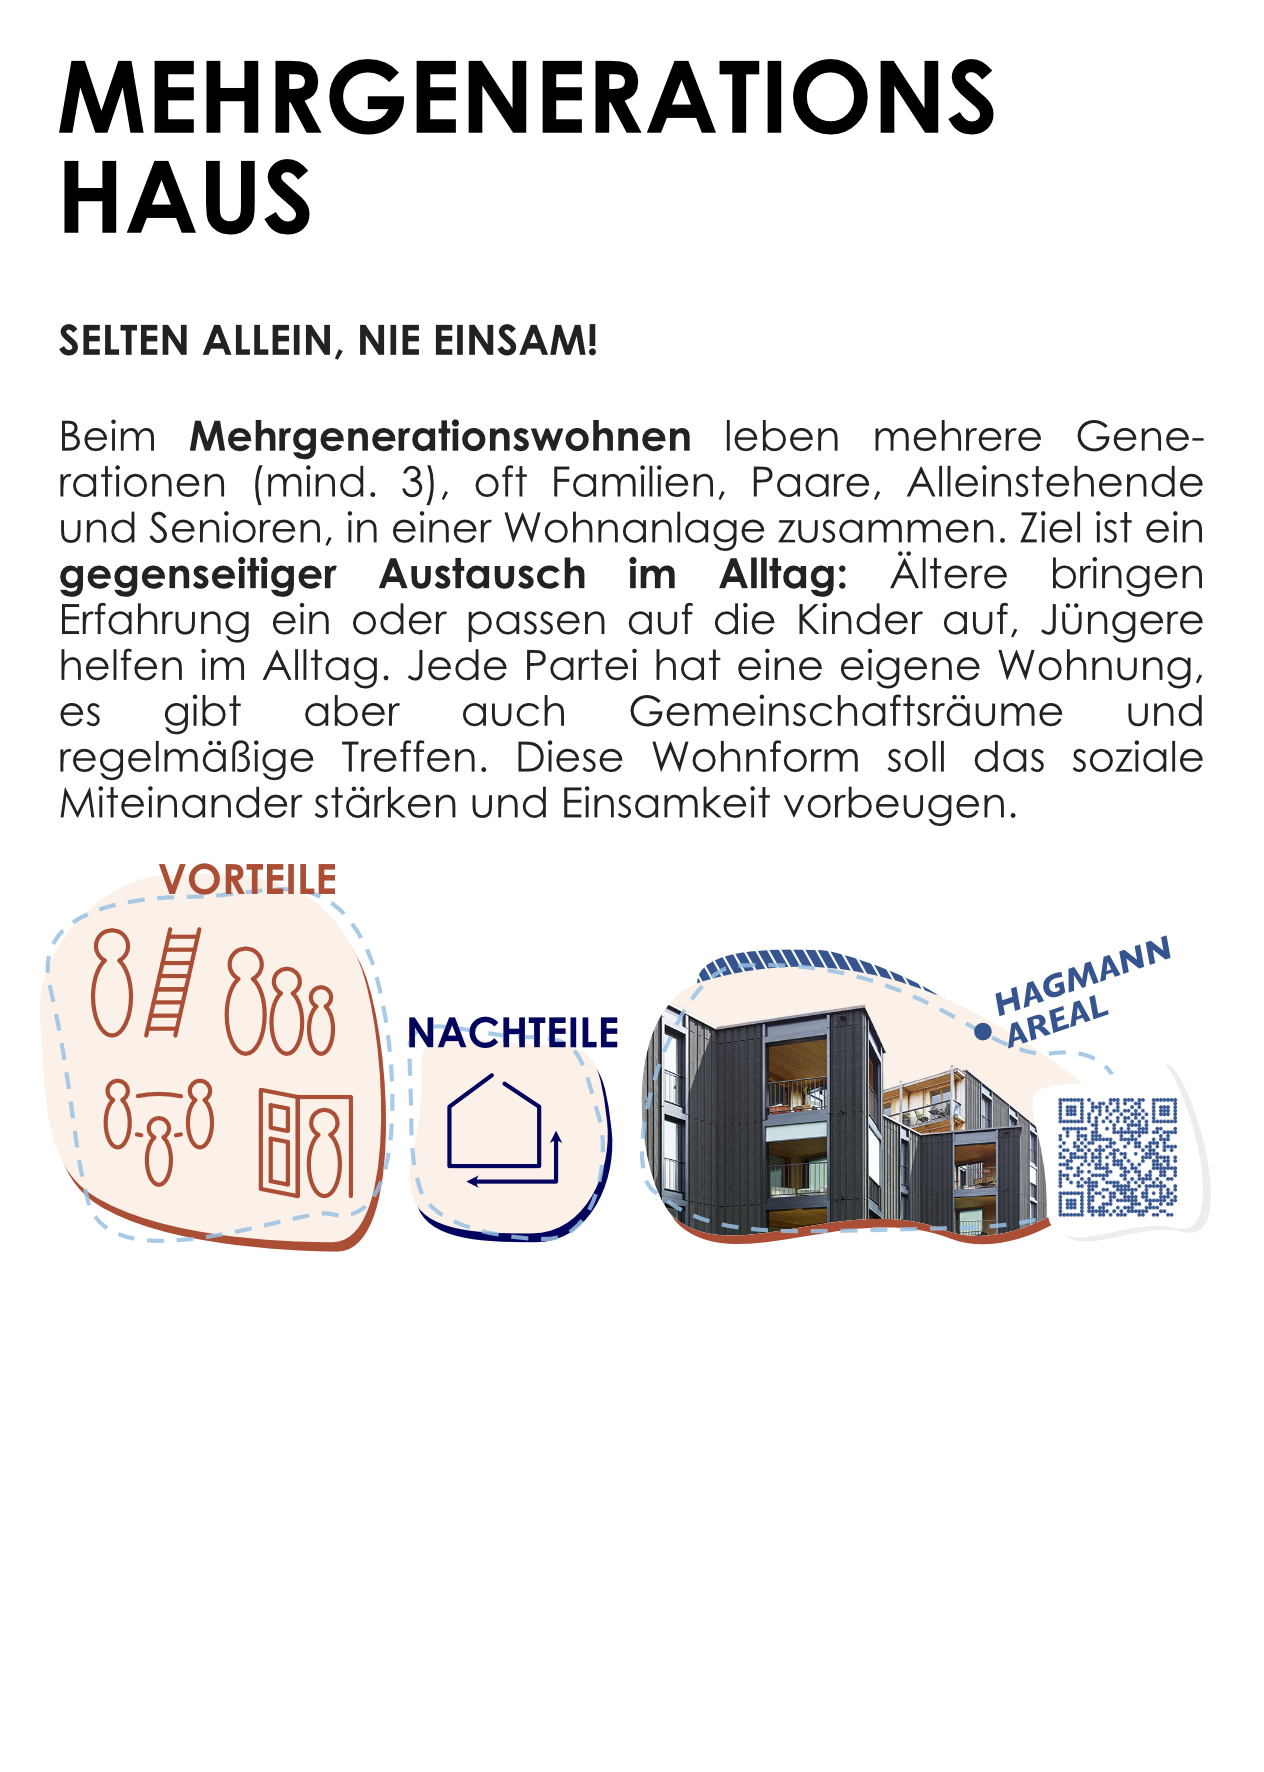 MEHRGENERATIONS
HAUS
SELTEN ALLEIN, NIE EINSAM!
Beim Mehrgenerationswohnen leben mehrere Gene-
rationen (mind. 3), oft Familien, Paare, Alleinstehende
und Senioren, in einer Wohnanlage zusammen. Ziel ist ein
gegenseitiger Austausch im Alltag: Ältere bringen
Erfahrung ein oder passen auf die Kinder auf, Jüngere
helfen im Alltag. Jede Partei hat eine eigene Wohnung,
es gibt aber auch Gemeinschaftsräume und
regelmäßige Treffen. Diese Wohnform soll das soziale
Miteinander stärken und Einsamkeit vorbeugen.
VORTEILE
NACHTEILE
HAGMANN
AREAL